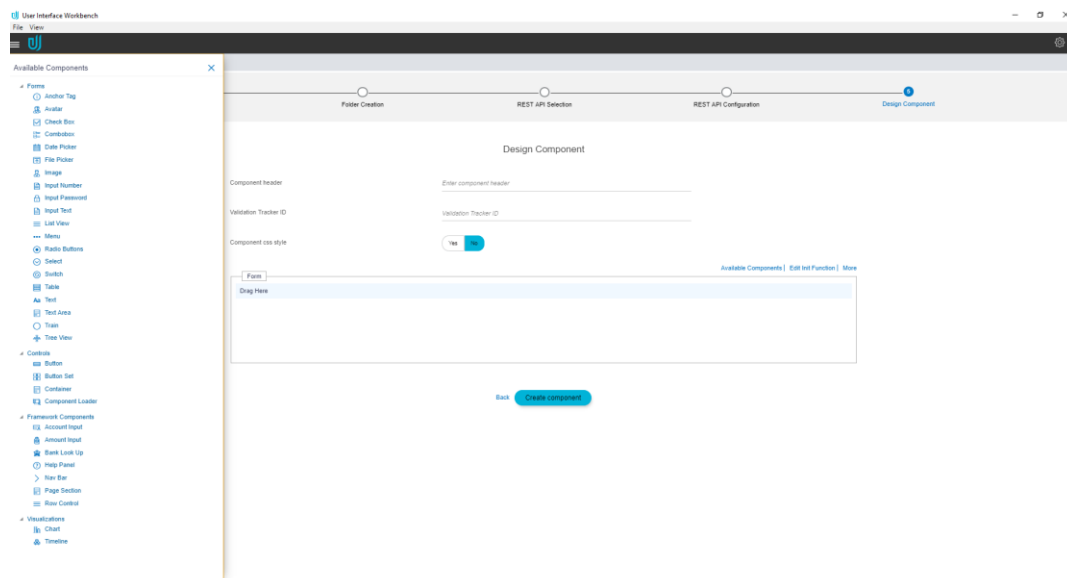 User Interface Workbench
File View
Available Components
Forms
Anchor Tag
Avatar
Check Box
Combobox
Date Picker
File Picker
Image
Input Number
Input Password
Input Text
List View
Menu
Radio Buttons
Select
Switch
Table
Aa Text
Text Area
Train
Tree View
Controls
Button
Button Set
Container
Component Loader
Framework Components
Account Input
Amount Input
Bank Look Up
Help Panel
Nav Bar
Page Section
Row Control
Visualizations
Chart
Timeline
Folder Creation
REST API Selection
REST API Configuration
Design Component
Design Component
Component header
Enter component header
Validation Tracker ID
Validation Tracker ID
Component css style
Yes No
Available Components | Edit Init Function | More
Form
Drag Here
Back Create component